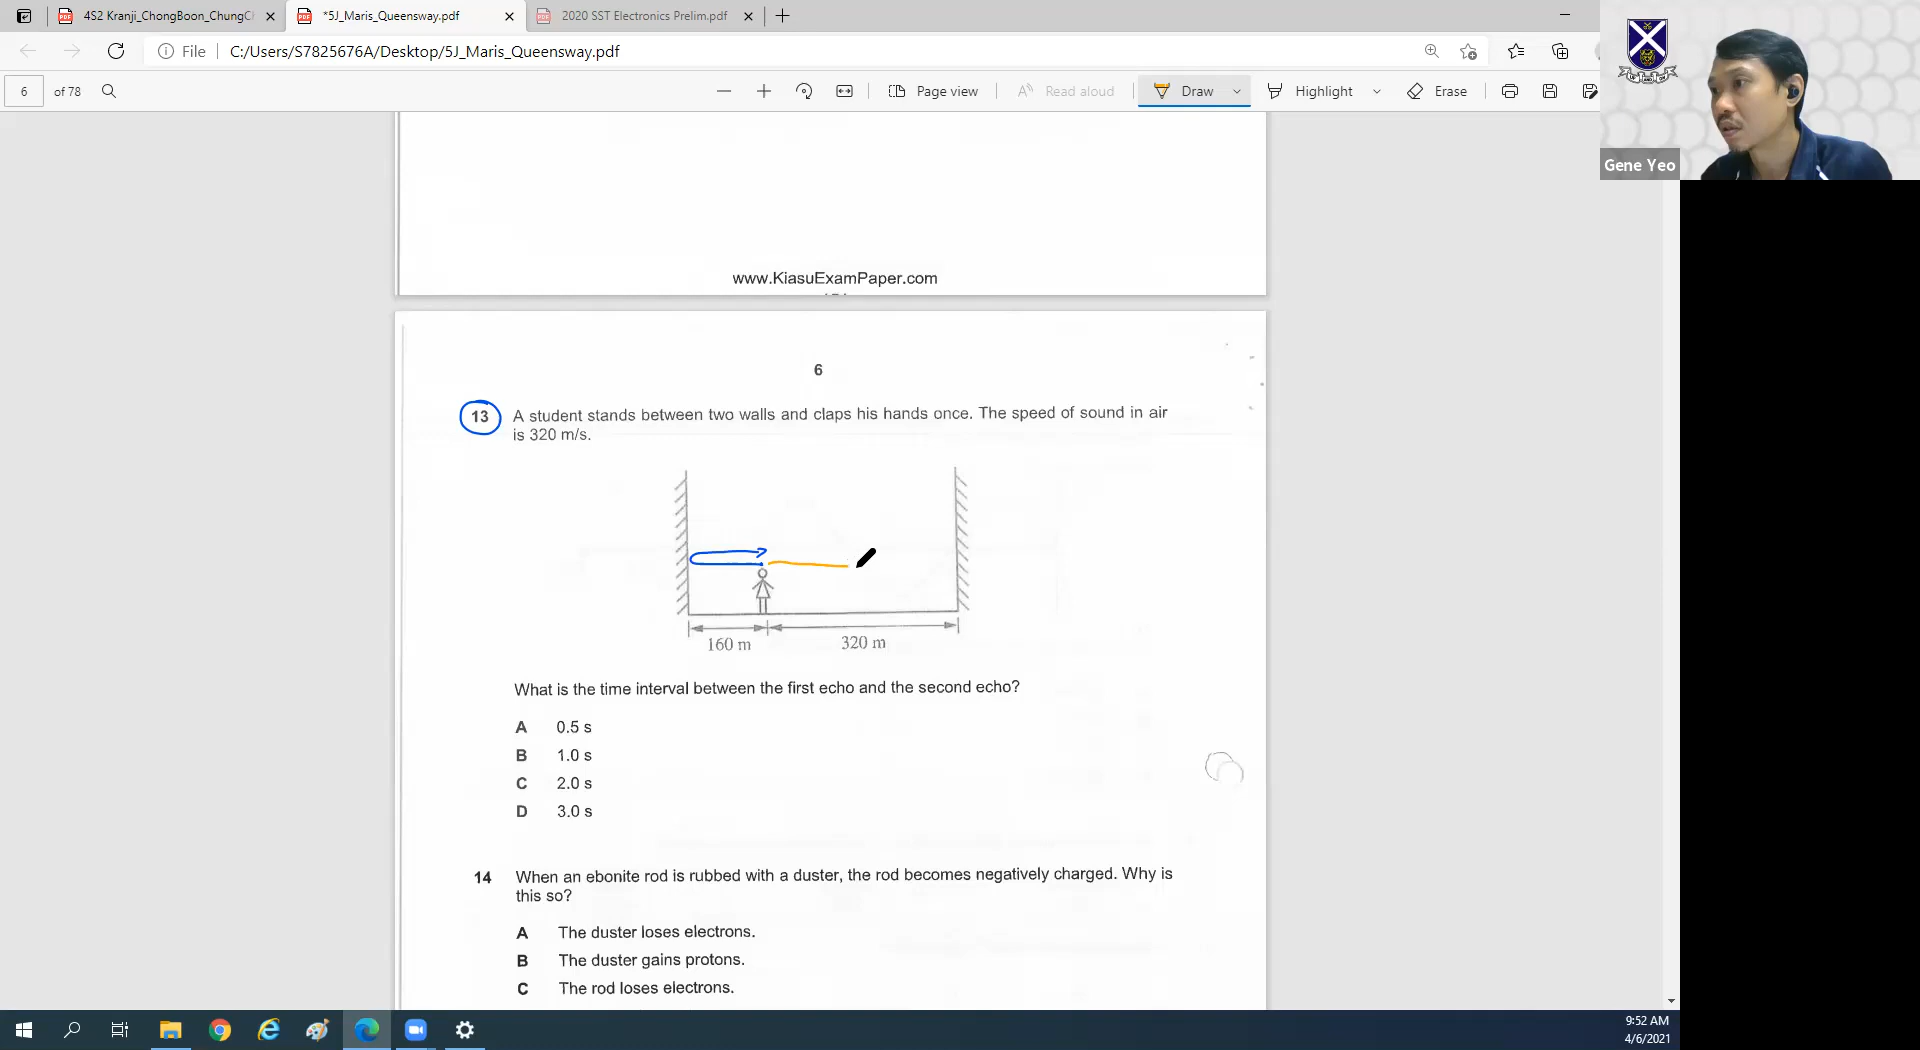 4S2 Kranji_ChongBoon_ChungC
*5J_Maris_Queensway.pdf
2020 SST Electronics Prelim.pdf
File
C:/Users/S7825676A/Desktop/5J_Maris_Queensway.pdf
6
of 78
Page view
Read aloud
Draw
Highlight
Erase
Gene Yeo
www.KiasuExamPaper.com
6
13 A student stands between two walls and claps his hands once. The speed of sound in air
is 320 m/s.
160 m
320 m
What is the time interval between the first echo and the second echo?
A 0.5 s
B 1.0 s
C 2.0 s
D 3.0 s
14 When an ebonite rod is rubbed with a duster, the rod becomes negatively charged. Why is
this so?
A The duster loses electrons.
B The duster gains protons.
C The rod loses electrons.
9:52 AM
4/6/2021